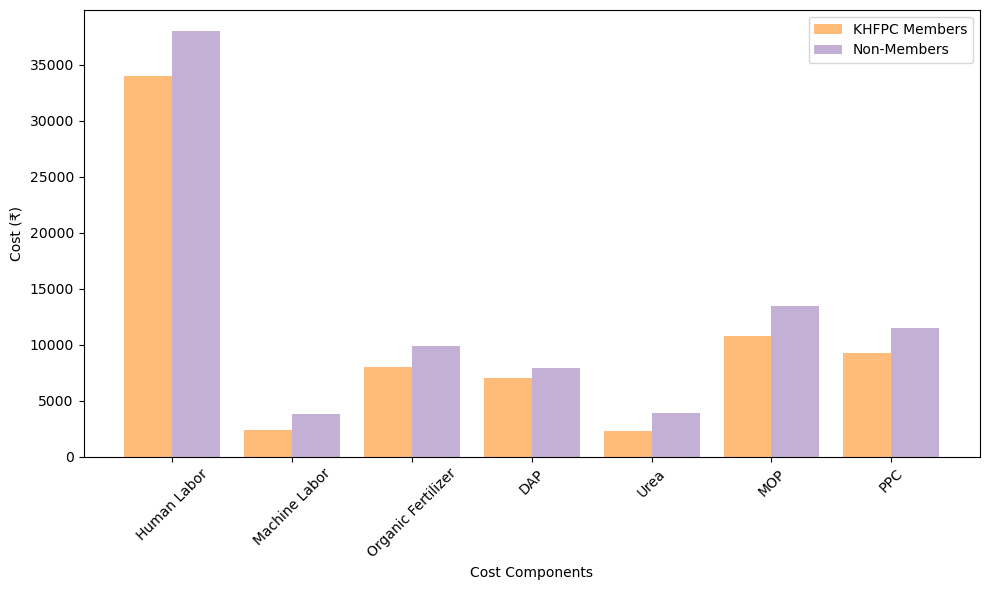 KHFPC Members
Non-Members
Cost (₹)
35000
30000
25000
20000
15000
10000
5000
0
Human Labor
Machine Labor
Organic Fertilizer
DAP
Urea
MOP
PPC
Cost Components